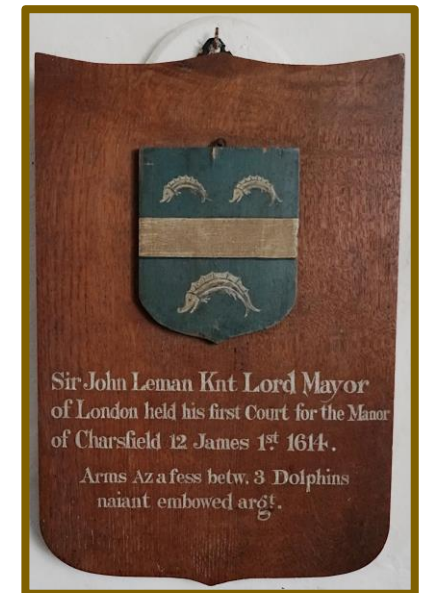 Sir John Leman Knt Lord Mayor
of London held his first Court for the Manor
of Charsfield 12 James 1st 1614.
Arms Az a fess betw. 3 Dolphins
naiant embowed argt.